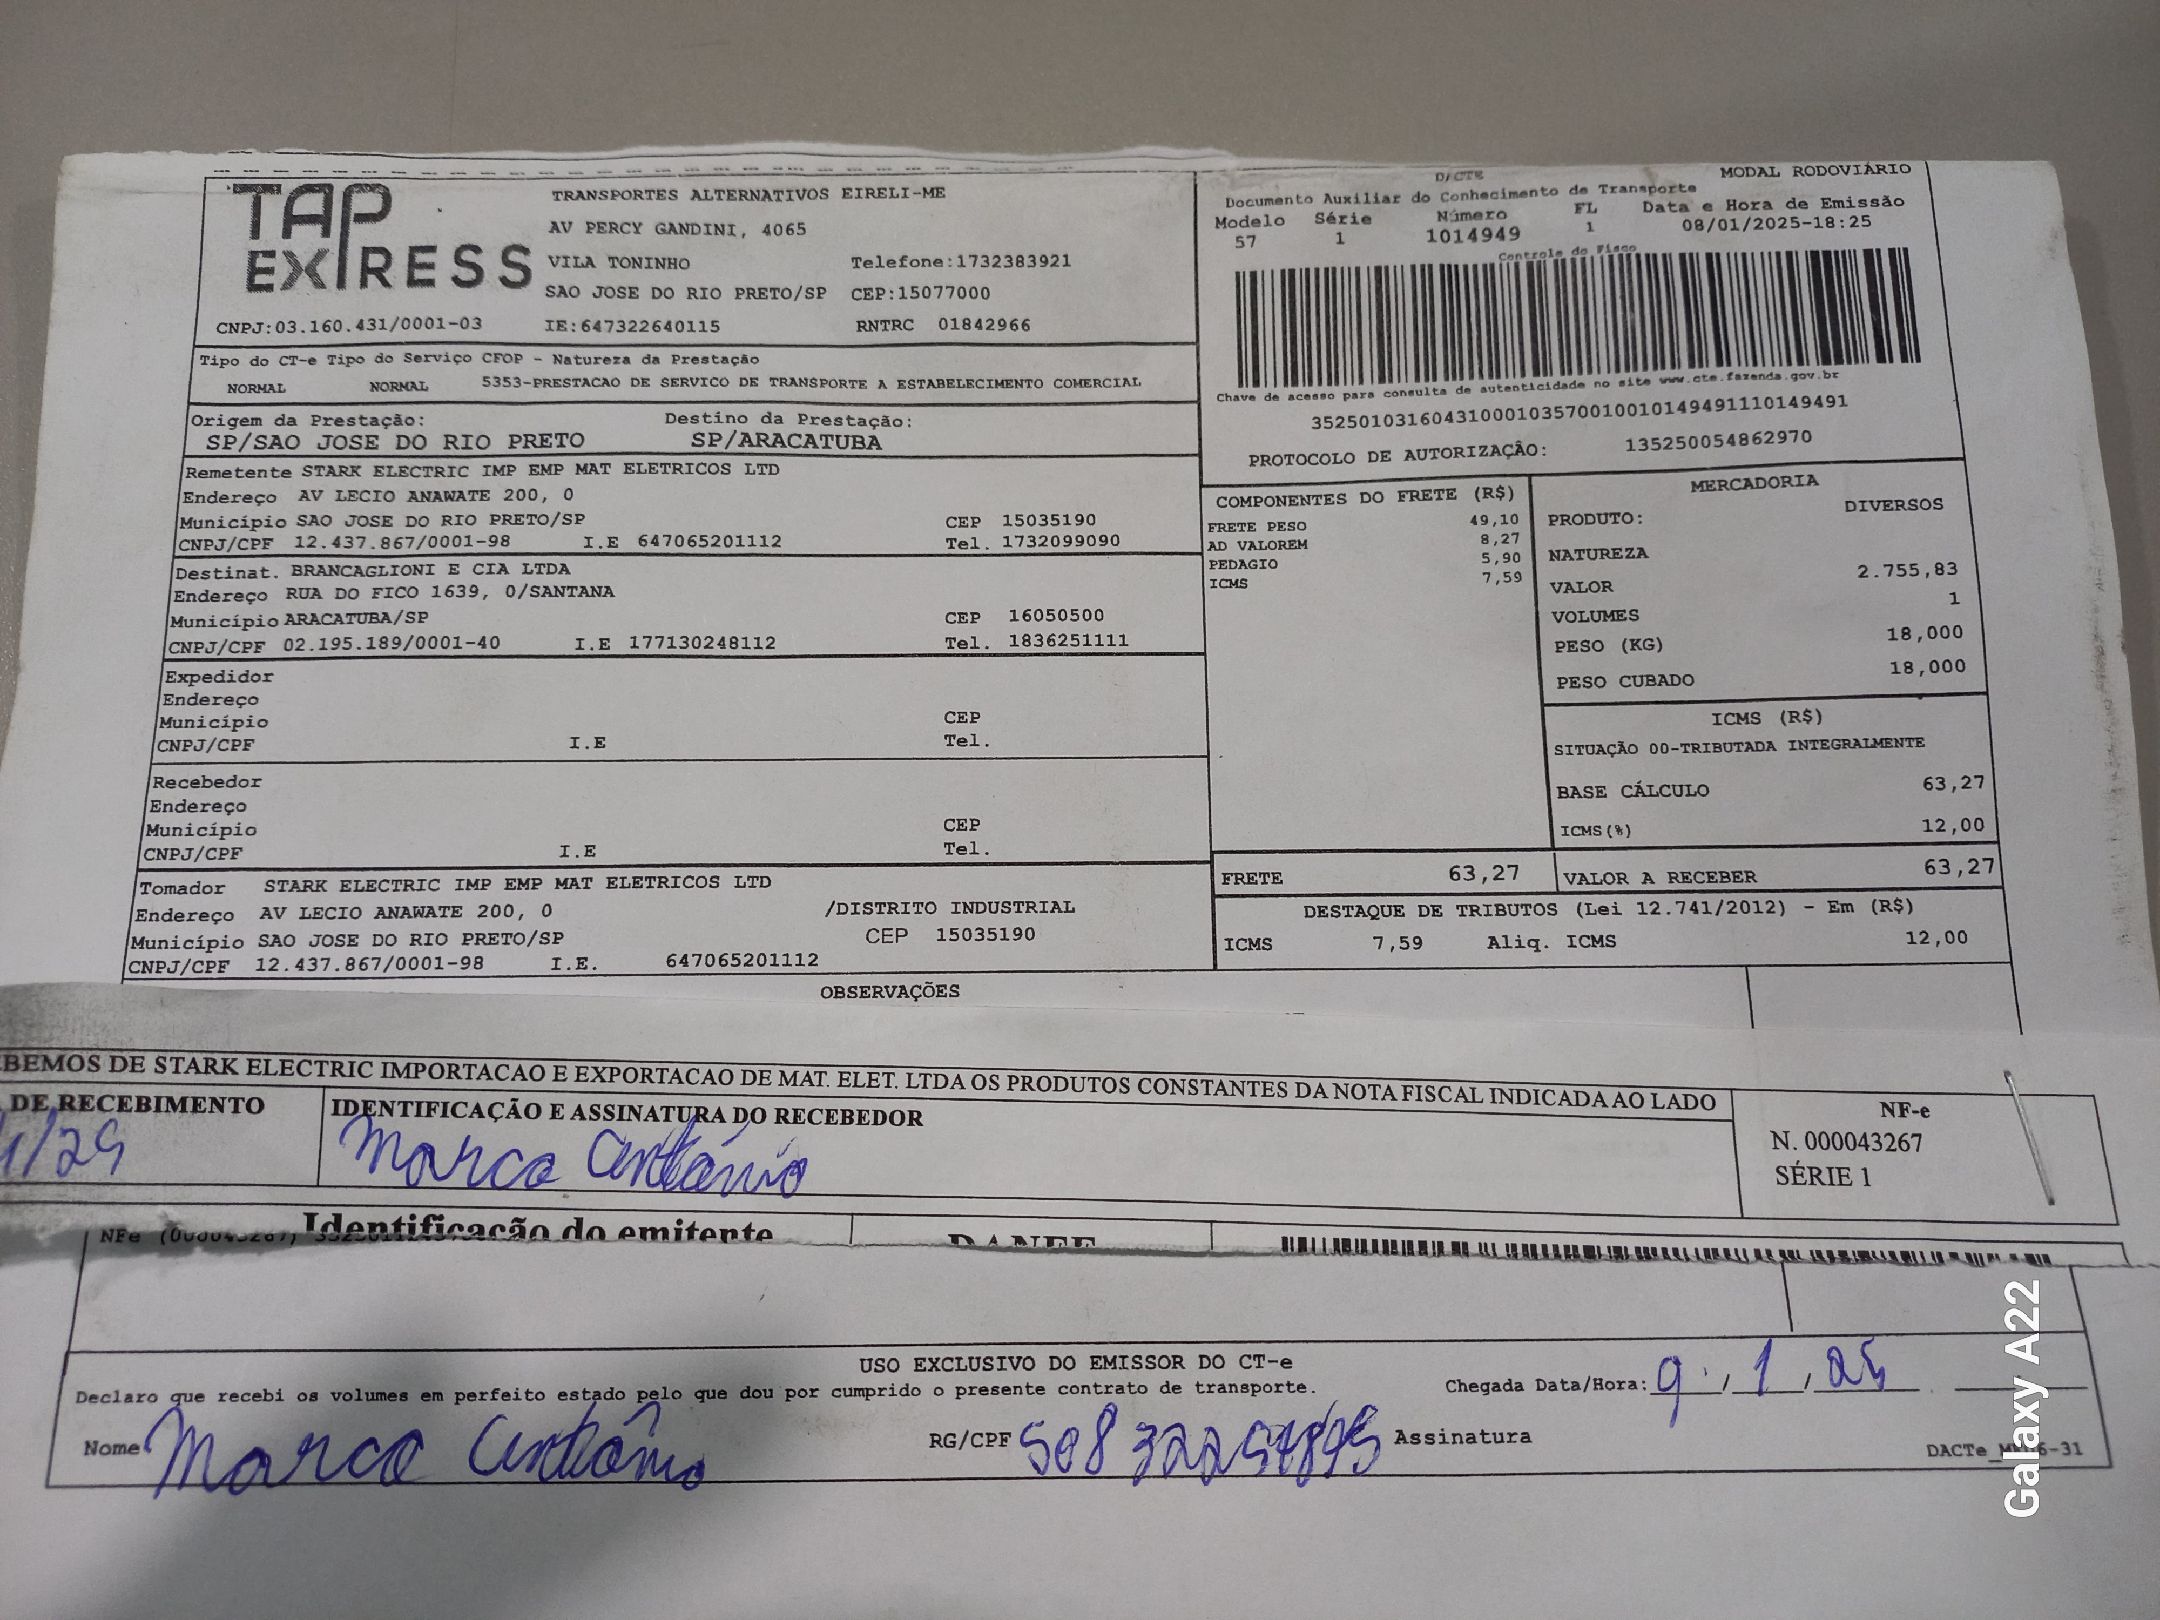 TAP EXPRESS
TRANSPORTES ALTERNATIVOS EIRELI-ME
AV PERCY GANDINI, 4065
VILA TONINHO Telefone:1732383921
SAO JOSE DO RIO PRETO/SP CEP:15077000
CNPJ:03.160.431/0001-03 IE:647322640115 RNTRC 01842966
DACTE MODAL RODOVIÁRIO
Documento Auxiliar do Conhecimento de Transporte
Modelo Série Número FL Data e Hora de Emissão
57 1 1014949 1 08/01/2025-18:25
Controle do Fisco
Chave de acesso para consulta de autenticidade no site www.cte.fazenda.gov.br
35250103160431000103570010010149491110149491
PROTOCOLO DE AUTORIZAÇÃO: 135250054862970
Tipo do CT-e Tipo do Serviço CFOP - Natureza da Prestação
NORMAL NORMAL 5353-PRESTACAO DE SERVICO DE TRANSPORTE A ESTABELECIMENTO COMERCIAL
Origem da Prestação: Destino da Prestação:
SP/SAO JOSE DO RIO PRETO SP/ARACATUBA
Remetente STARK ELECTRIC IMP EMP MAT ELETRICOS LTD
Endereço AV LECIO ANAWATE 200, 0
Município SAO JOSE DO RIO PRETO/SP CEP 15035190
CNPJ/CPF 12.437.867/0001-98 I.E 647065201112 Tel. 1732099090
Destinat. BRANCAGLIONI E CIA LTDA
Endereço RUA DO FICO 1639, 0/SANTANA
Município ARACATUBA/SP CEP 16050500
CNPJ/CPF 02.195.189/0001-40 I.E 177130248112 Tel. 1836251111
Expedidor
Endereço
Município CEP
CNPJ/CPF I.E Tel.
Recebedor
Endereço
Município CEP
CNPJ/CPF I.E Tel.
Tomador STARK ELECTRIC IMP EMP MAT ELETRICOS LTD
Endereço AV LECIO ANAWATE 200, 0 /DISTRITO INDUSTRIAL
Município SAO JOSE DO RIO PRETO/SP CEP 15035190
CNPJ/CPF 12.437.867/0001-98 I.E. 647065201112
COMPONENTES DO FRETE (R$)
FRETE PESO 49,10
AD VALOREM 8,27
PEDAGIO 5,90
ICMS 7,59
MERCADORIA
PRODUTO: DIVERSOS
NATUREZA
VALOR 2.755,83
VOLUMES 1
PESO (KG) 18,000
PESO CUBADO 18,000
ICMS (R$)
SITUAÇÃO 00-TRIBUTADA INTEGRALMENTE
BASE CÁLCULO 63,27
ICMS(%) 12,00
FRETE 63,27 VALOR A RECEBER 63,27
DESTAQUE DE TRIBUTOS (Lei 12.741/2012) - Em (R$)
ICMS 7,59 Aliq. ICMS 12,00
OBSERVAÇÕES
BEMOS DE STARK ELECTRIC IMPORTACAO E EXPORTACAO DE MAT. ELET. LTDA OS PRODUTOS CONSTANTES DA NOTA FISCAL INDICADA AO LADO
DE RECEBIMENTO IDENTIFICAÇÃO E ASSINATURA DO RECEBEDOR
Marco Antônio
NF-e
N. 000043267
SÉRIE 1
NFe (000043267)
Identificação do emitente DANFE
USO EXCLUSIVO DO EMISSOR DO CT-e
Declaro que recebi os volumes em perfeito estado pelo que dou por cumprido o presente contrato de transporte. Chegada Data/Hora: 9, 1, 25
Nome Marco Antônio RG/CPF Assinatura
Galaxy A22